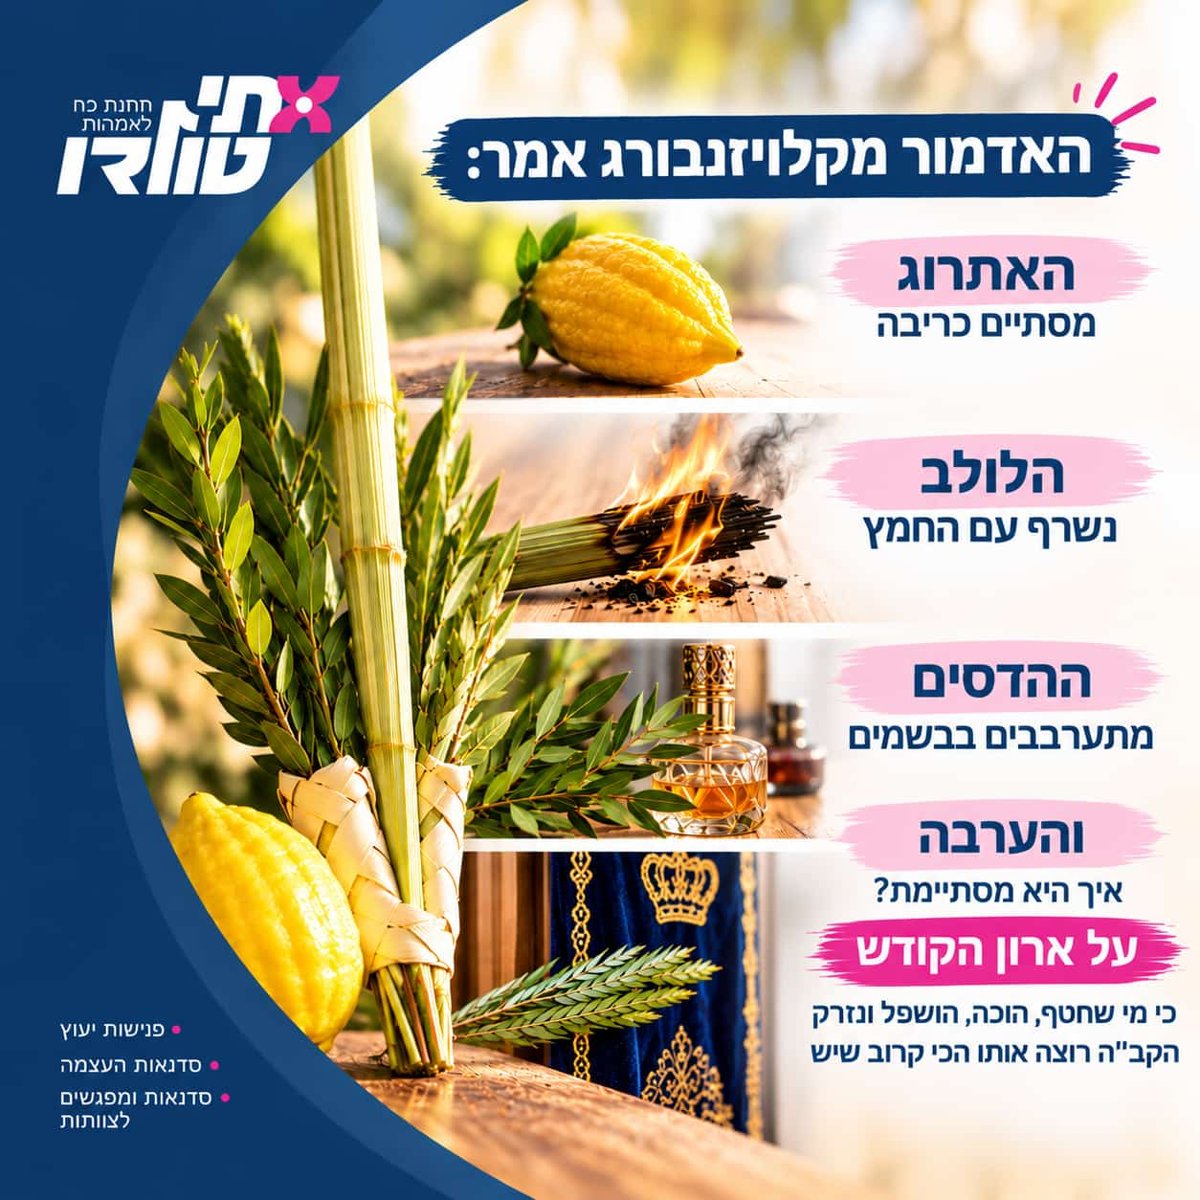 אתי
טולדו
תחנת כח
לאמהות
האדמור מקלויזנבורג אמר:
האתרוג
מסתיים כריבה
הלולב
נשרף עם החמץ
ההדסים
מתערבבים בבשמים
והערבה
איך היא מסתיימת?
על ארון הקודש
כי מי שחטף, הוכה, הושפל ונזרק
הקב"ה רוצה אותו הכי קרוב שיש
• פגישות יעוץ
• סדנאות העצמה
• סדנאות ומפגשים
לצוותות